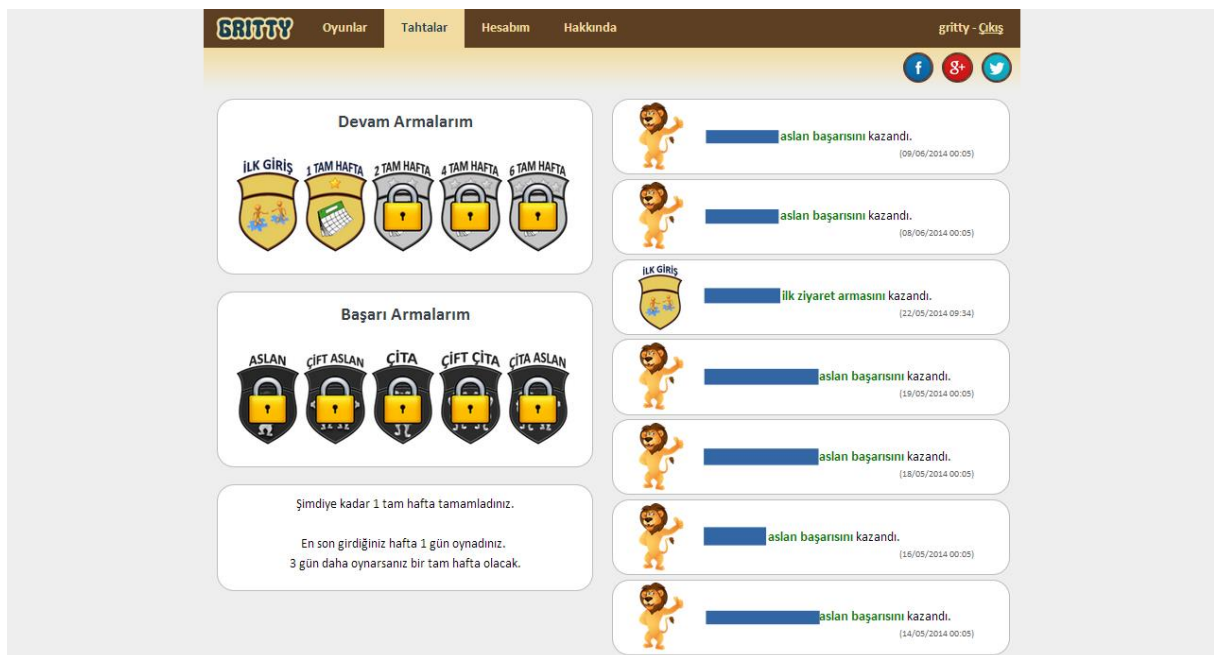 GRITTY Oyunlar Tahtalar Hesabım Hakkında gritty - Çıkış
f g+
Devam Armalarım
İLK GİRİŞ 1 TAM HAFTA 2 TAM HAFTA 4 TAM HAFTA 6 TAM HAFTA
Başarı Armalarım
ASLAN ÇİFT ASLAN ÇİTA ÇİFT ÇİTA ÇİTA ASLAN
Şimdiye kadar 1 tam hafta tamamladınız.
En son girdiğiniz hafta 1 gün oynadınız.
3 gün daha oynarsanız bir tam hafta olacak.
aslan başarısını kazandı.
(09/06/2014 00:05)
aslan başarısını kazandı.
(08/06/2014 00:05)
İLK GİRİŞ
ilk ziyaret armasını kazandı.
(22/05/2014 09:34)
aslan başarısını kazandı.
(19/05/2014 00:05)
aslan başarısını kazandı.
(18/05/2014 00:05)
aslan başarısını kazandı.
(16/05/2014 00:05)
aslan başarısını kazandı.
(14/05/2014 00:05)